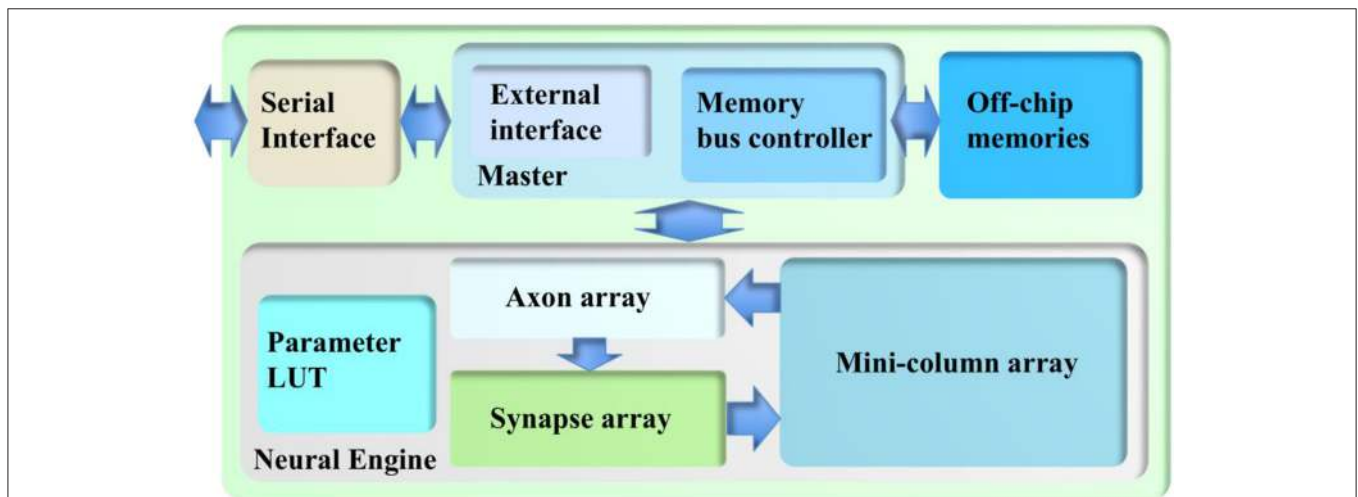 Serial
Interface
External
interface
Master
Memory
bus controller
Off-chip
memories
Axon array
Parameter
LUT
Synapse array
Mini-column array
Neural Engine